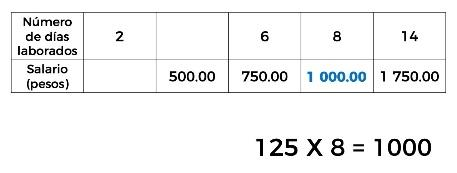 Número
de días
laborados
2
6
8
14
Salario
(pesos)
500.00
750.00
1 000.00
1 750.00
125 X 8 = 1000